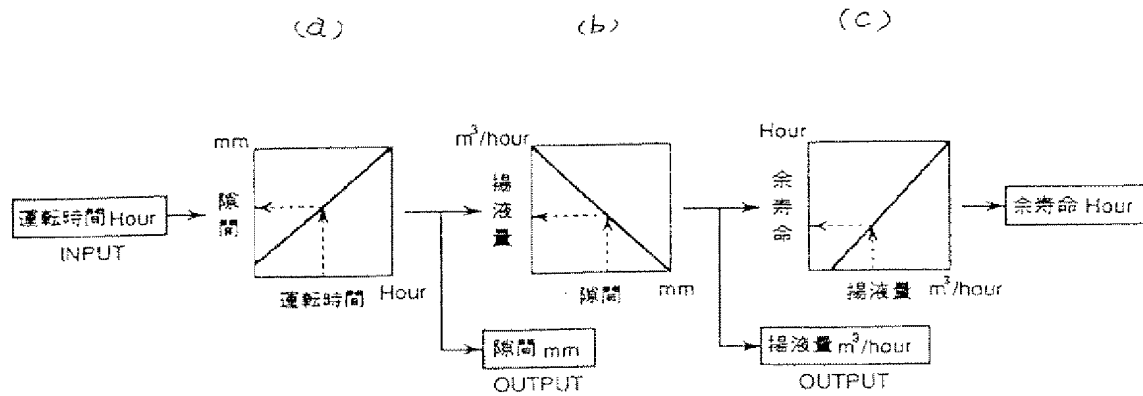 (a)
(b)
(c)
運転時間 Hour
INPUT
mm
隙間
運転時間 Hour
隙間 mm
OUTPUT
m³/hour
揚液量
隙間 mm
揚液量 m³/hour
OUTPUT
Hour
余寿命
揚液量 m³/hour
余寿命 Hour